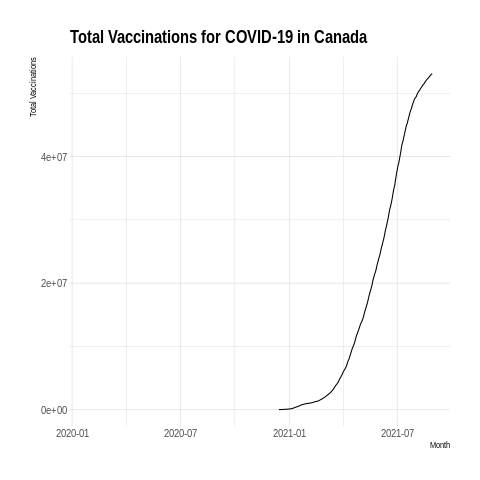 Total Vaccinations for COVID-19 in Canada
Total Vaccinations
4e+07
2e+07
0e+00
2020-01
2020-07
2021-01
2021-07
Month